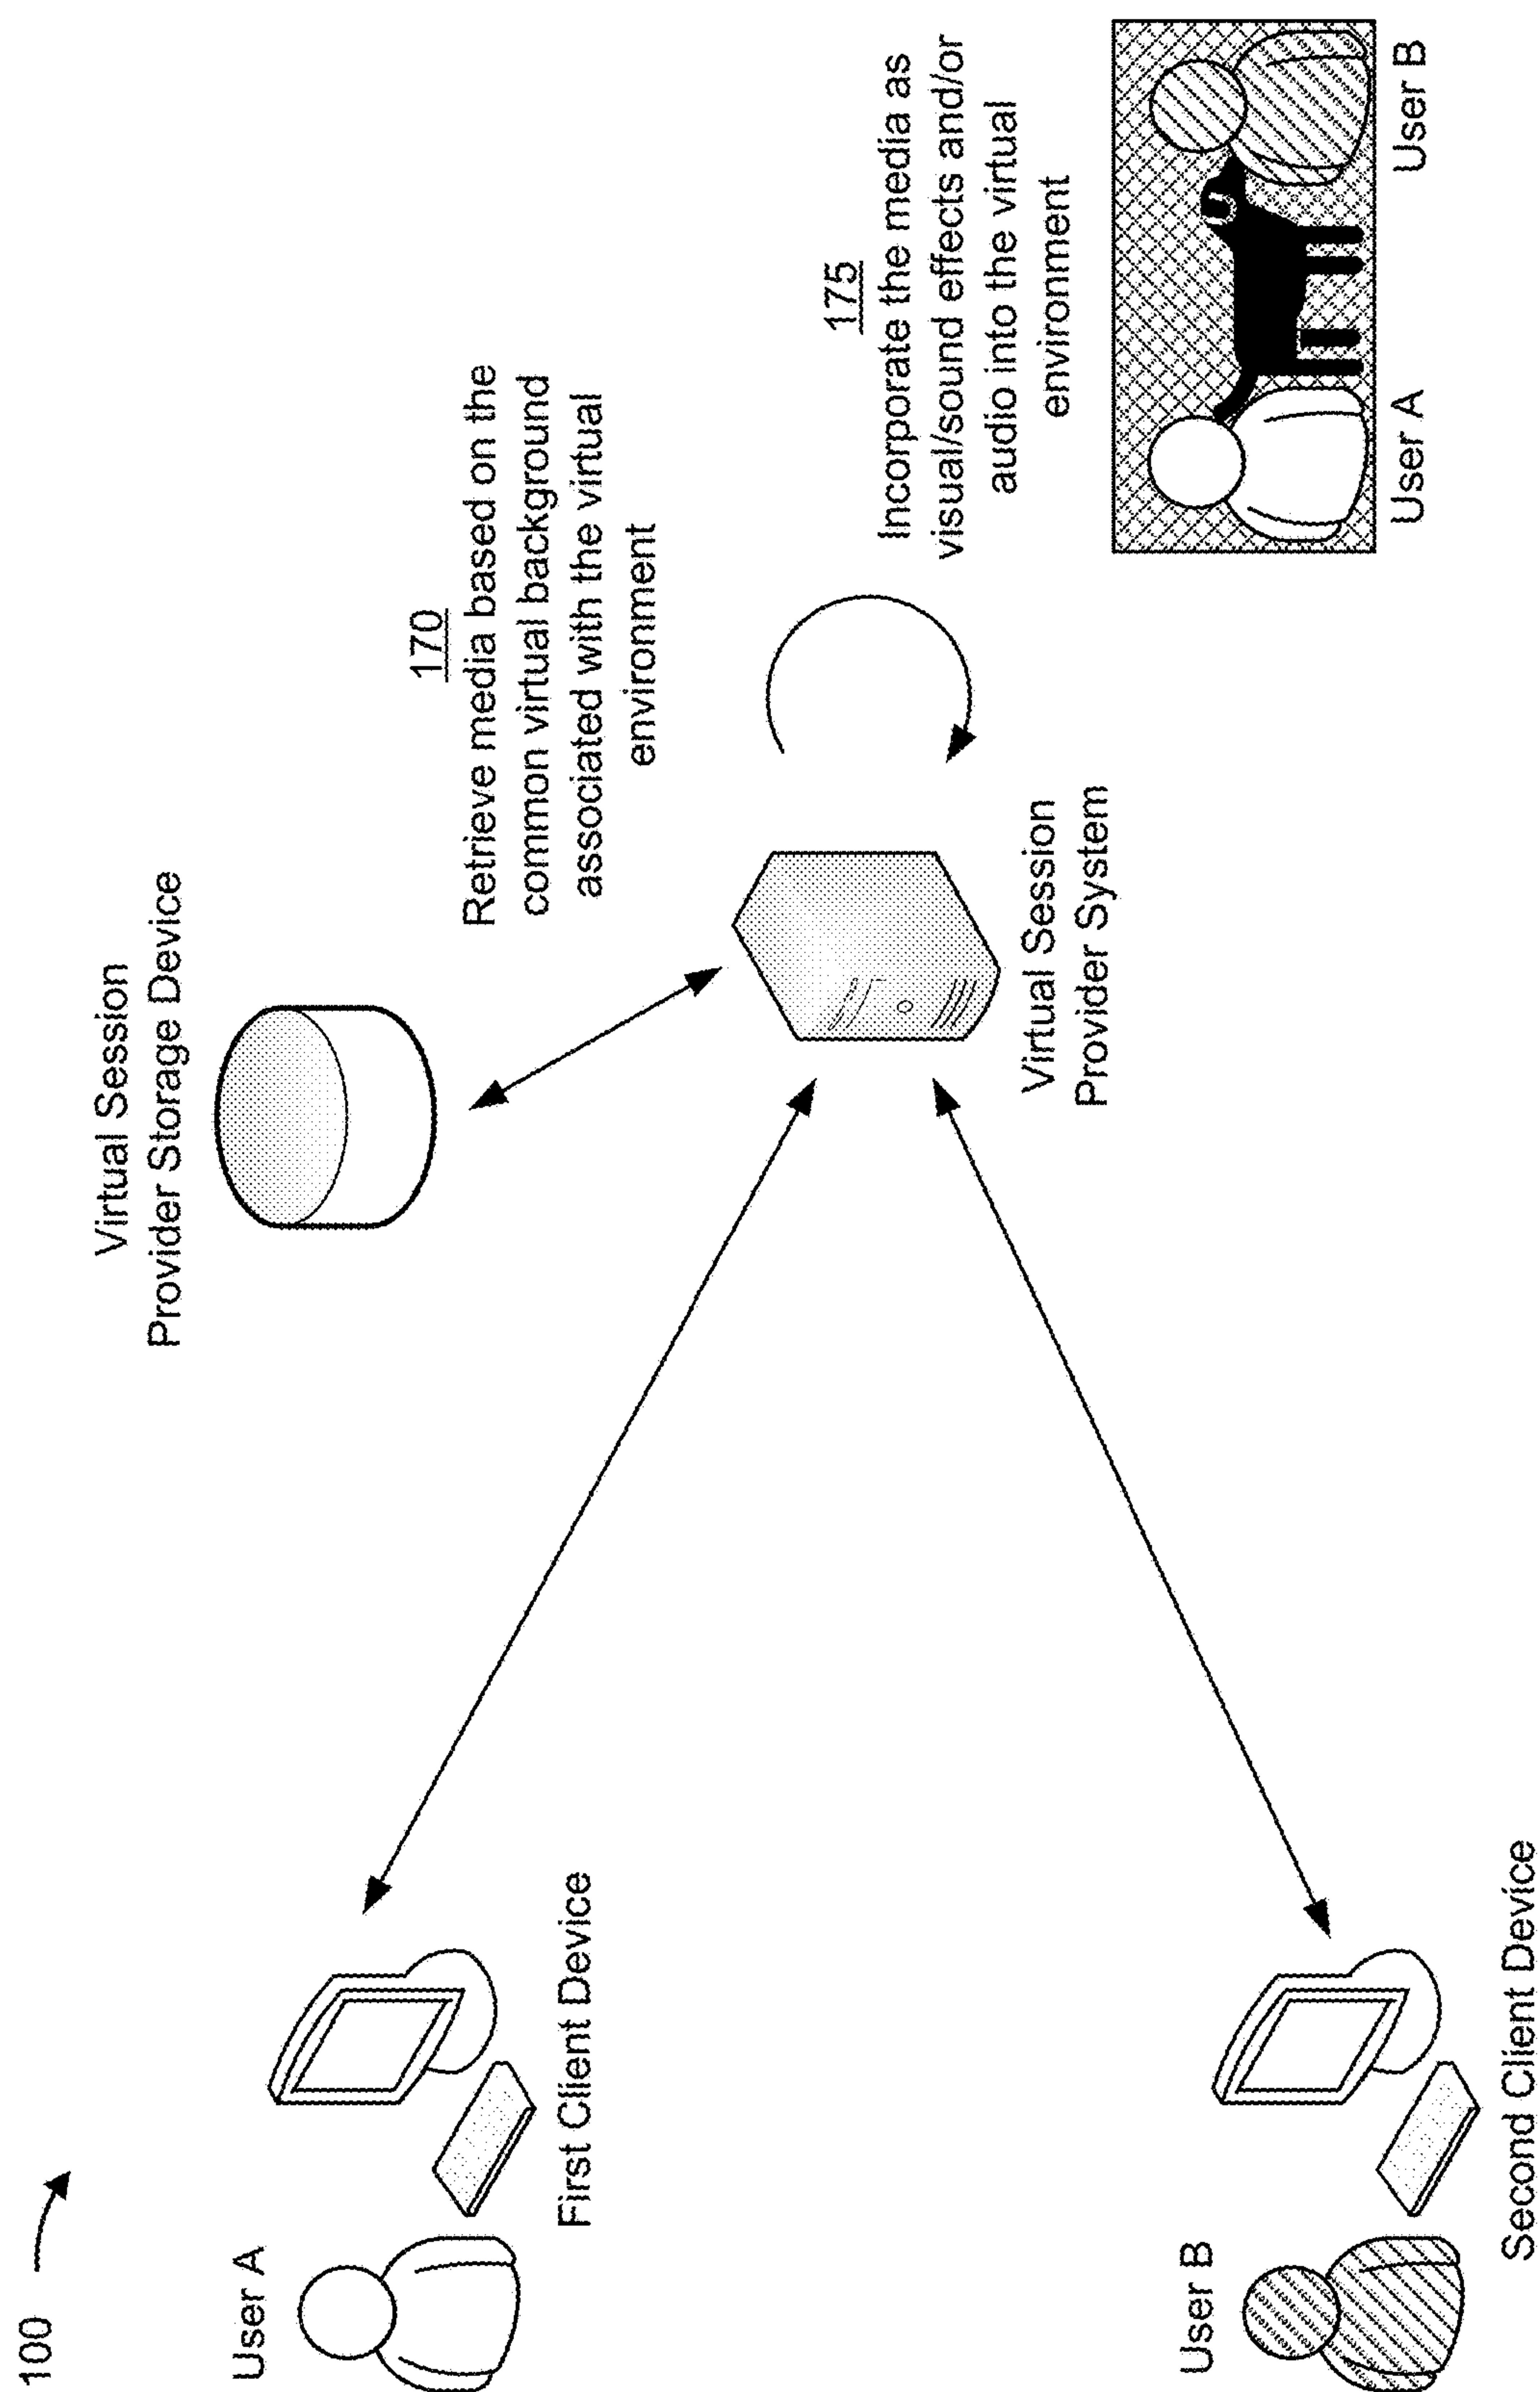 100
User A
First Client Device
User B
Second Client Device
Virtual Session
Provider Storage Device
170
Retrieve media based on the
common virtual background
associated with the virtual
environment
Virtual Session
Provider System
175
Incorporate the media as
visual/sound effects and/or
audio into the virtual
environment
User A
User B